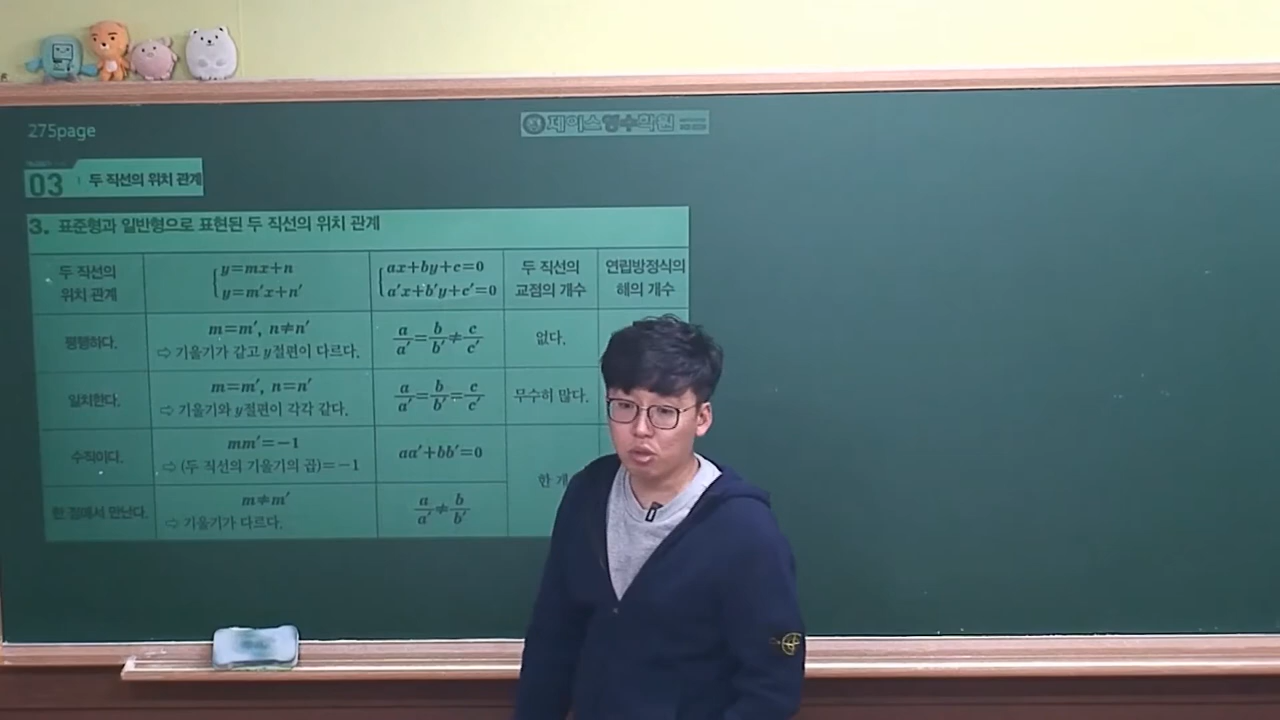 275page
제이스영수학원
03
두 직선의 위치 관계
3. 표준형과 일반형으로 표현된 두 직선의 위치 관계
두 직선의
위치 관계
y=mx+n
y=m′x+n′
ax+by+c=0
a′x+b′y+c′=0
두 직선의
교점의 개수
연립방정식의
해의 개수
평행하다.
m=m′, n≠n′
⇨ 기울기가 같고 y절편이 다르다.
a/a′=b/b′≠c/c′
없다.
일치한다.
m=m′, n=n′
⇨ 기울기와 y절편이 각각 같다.
a/a′=b/b′=c/c′
무수히 많다.
수직이다.
mm′=-1
⇨ (두 직선의 기울기의 곱)=-1
aa′+bb′=0
한 개
한 점에서 만난다.
m≠m′
⇨ 기울기가 다르다.
a/a′≠b/b′